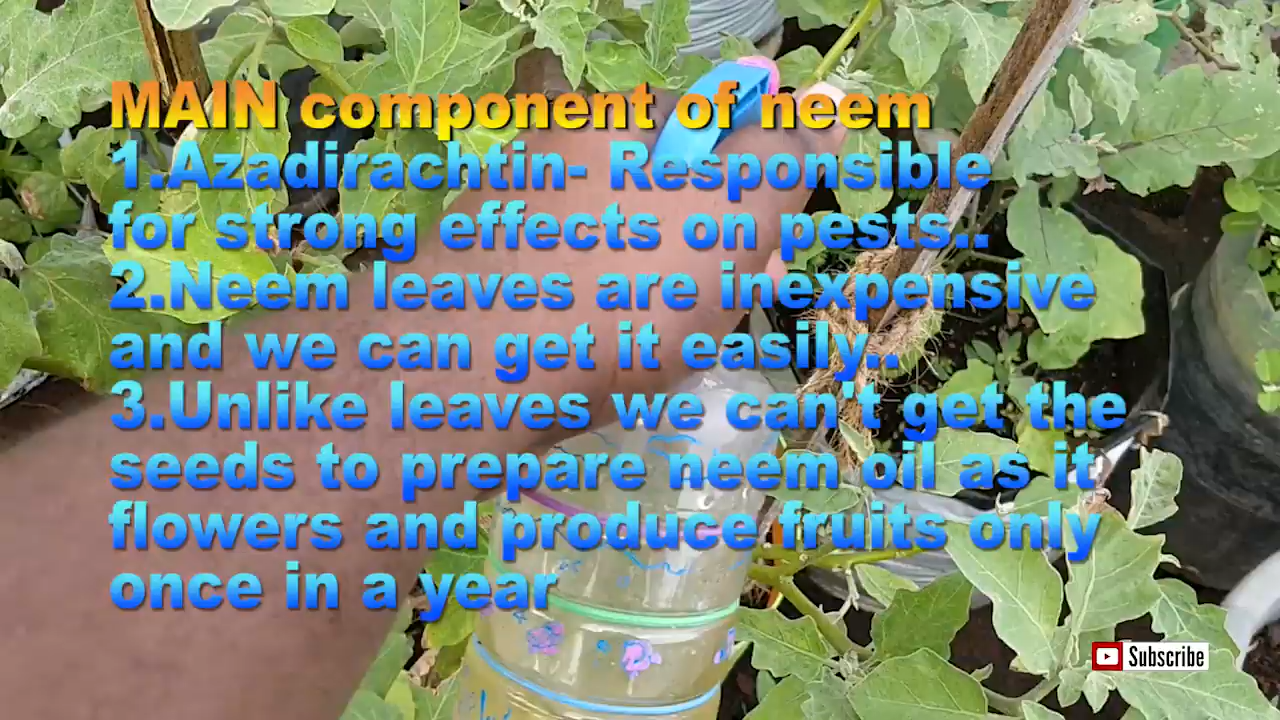 MAIN component of neem
1.Azadirachtin- Responsible
for strong effects on pests..
2.Neem leaves are inexpensive
and we can get it easily..
3.Unlike leaves we can't get the
seeds to prepare neem oil as it
flowers and produce fruits only
once in a year
Subscribe